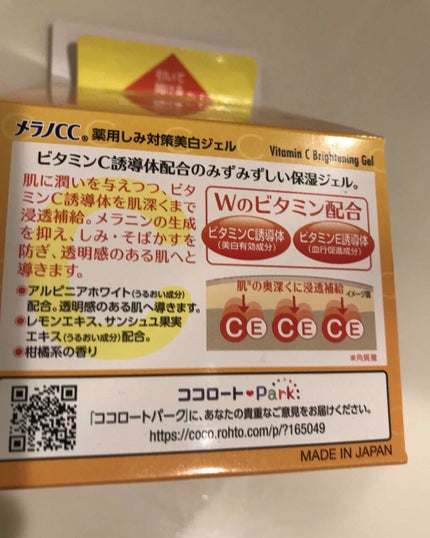 メラノCC® 薬用しみ対策美白ジェル
Vitamin C Brightening Gel
ビタミンC誘導体配合のみずみずしい保湿ジェル。
肌に潤いを与えつつ、ビタ
ミンC誘導体を肌深くまで
浸透補給。メラニンの生成
を抑え、しみ・そばかすを
防ぎ、透明感のある肌へと
導きます。
●アルピニアホワイト(うるおい成分)
配合。透明感のある肌へ導きます。
●レモンエキス、サンシュユ果実
エキス(うるおい成分)配合。
●柑橘系の香り
Wのビタミン配合
ビタミンC誘導体
(美白有効成分)
ビタミンE誘導体
(血行促進成分)
肌※の奥深くに浸透補給
イメージ図
C E C E C E
※角質層
ココロートPark
「ココロートパーク」に、あなたの貴重なご意見をお届けください。
https://coco.rohto.com/p/?165049
MADE IN JAPAN